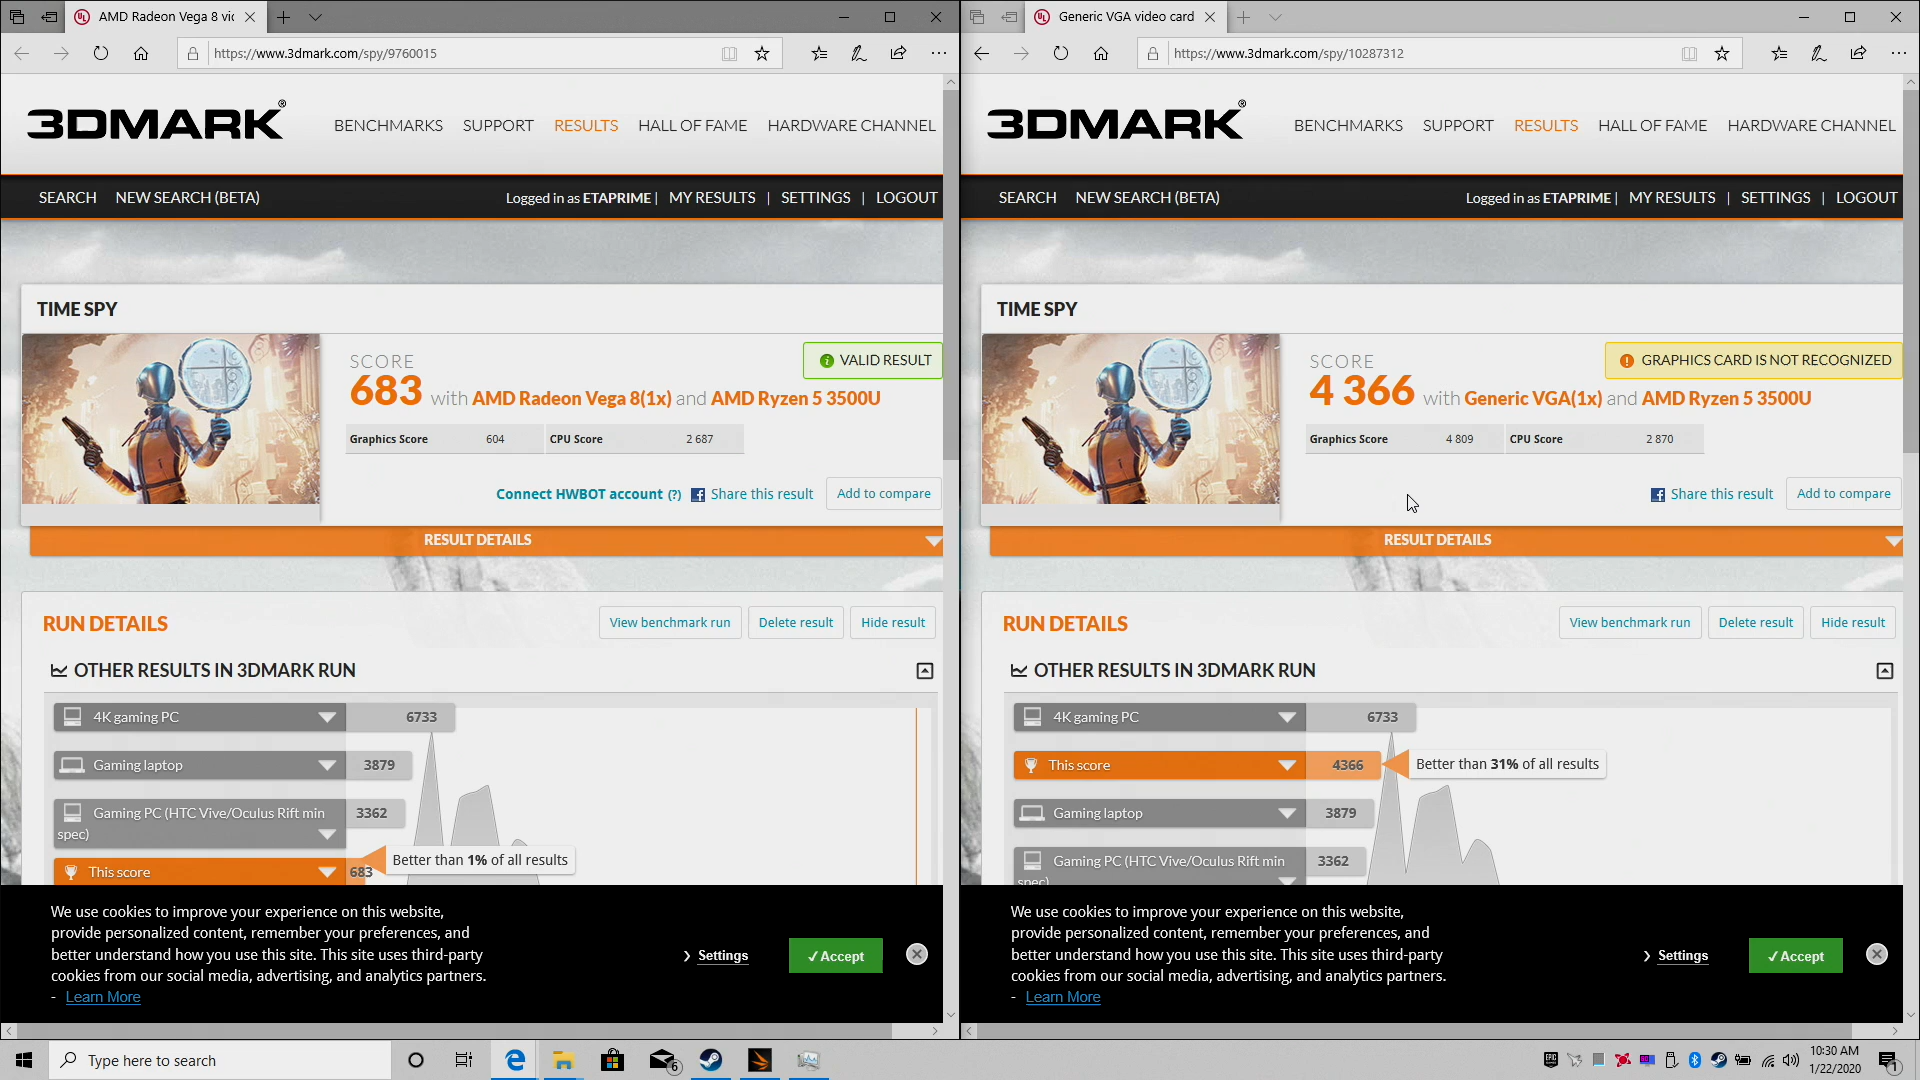 AMD Radeon Vega 8 vic
https://www.3dmark.com/spy/9760015
3DMARK®
BENCHMARKS SUPPORT RESULTS HALL OF FAME HARDWARE CHANNEL
SEARCH NEW SEARCH (BETA) Logged in as ETAPRIME | MY RESULTS | SETTINGS | LOGOUT
TIME SPY
SCORE
VALID RESULT
683 with AMD Radeon Vega 8(1x) and AMD Ryzen 5 3500U
Graphics Score 604 CPU Score 2 687
Connect HWBOT account (?) Share this result Add to compare
RESULT DETAILS
RUN DETAILS
View benchmark run Delete result Hide result
OTHER RESULTS IN 3DMARK RUN
4K gaming PC 6733
Gaming laptop 3879
Gaming PC (HTC Vive/Oculus Rift min 3362
spec)
This score 683 Better than 1% of all results
We use cookies to improve your experience on this website,
provide personalized content, remember your preferences, and
better understand how you use this site. This site uses third-party
cookies from our social media, advertising, and analytics partners.
- Learn More
Settings ✓Accept
Generic VGA video card
https://www.3dmark.com/spy/10287312
3DMARK®
BENCHMARKS SUPPORT RESULTS HALL OF FAME HARDWARE CHANNEL
SEARCH NEW SEARCH (BETA) Logged in as ETAPRIME | MY RESULTS | SETTINGS | LOGOUT
TIME SPY
SCORE
GRAPHICS CARD IS NOT RECOGNIZED
4 366 with Generic VGA(1x) and AMD Ryzen 5 3500U
Graphics Score 4 809 CPU Score 2 870
Share this result Add to compare
RESULT DETAILS
RUN DETAILS
View benchmark run Delete result Hide result
OTHER RESULTS IN 3DMARK RUN
4K gaming PC 6733
This score 4366 Better than 31% of all results
Gaming laptop 3879
Gaming PC (HTC Vive/Oculus Rift min 3362
spec)
We use cookies to improve your experience on this website,
provide personalized content, remember your preferences, and
better understand how you use this site. This site uses third-party
cookies from our social media, advertising, and analytics partners.
- Learn More
Settings ✓Accept
Type here to search
6
EPIC
10:30 AM
1/22/2020
1